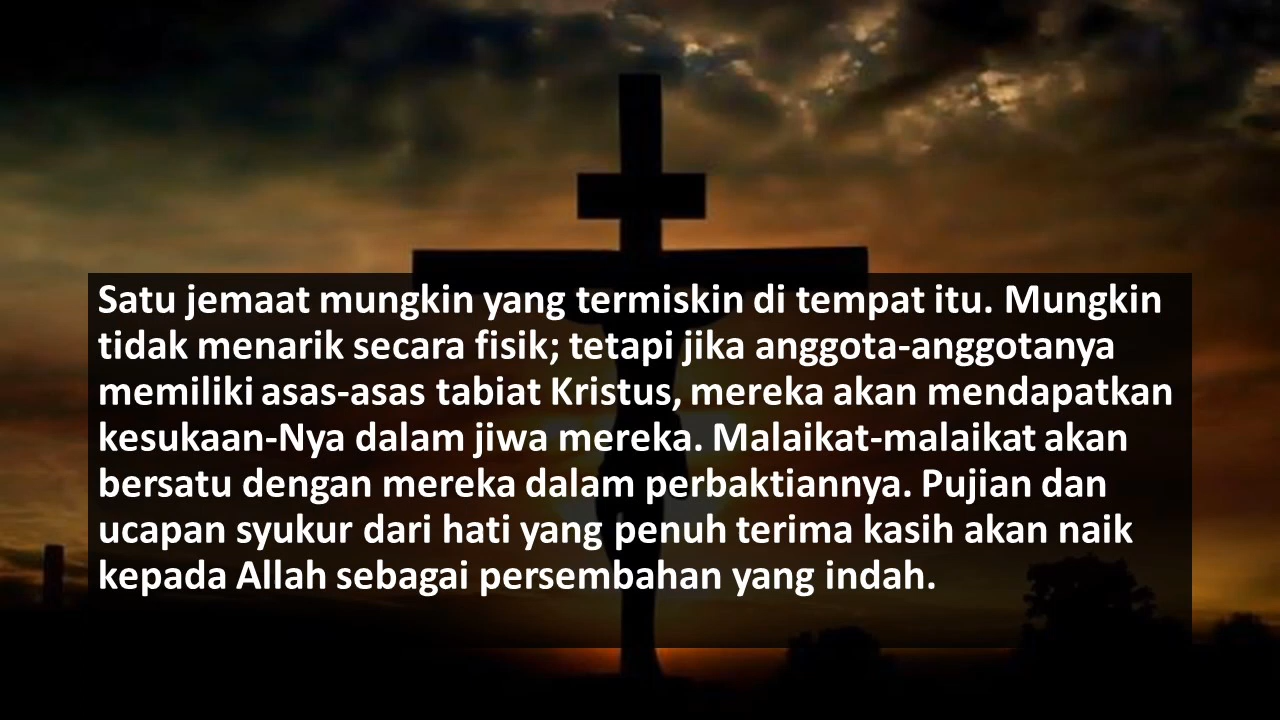 Satu jemaat mungkin yang termiskin di tempat itu. Mungkin
tidak menarik secara fisik; tetapi jika anggota-anggotanya
memiliki asas-asas tabiat Kristus, mereka akan mendapatkan
kesukaan-Nya dalam jiwa mereka. Malaikat-malaikat akan
bersatu dengan mereka dalam perbaktiannya. Pujian dan
ucapan syukur dari hati yang penuh terima kasih akan naik
kepada Allah sebagai persembahan yang indah.